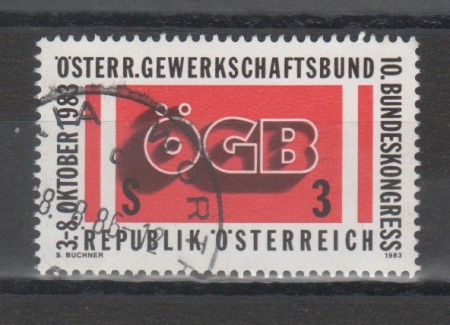 ÖSTERR. GEWERKSCHAFTSBUND
10. BUNDESKONGRESS
3.-8. OKTOBER 1983
ÖGB
S 3
REPUBLIK ÖSTERREICH
S. BUCHNER
1983